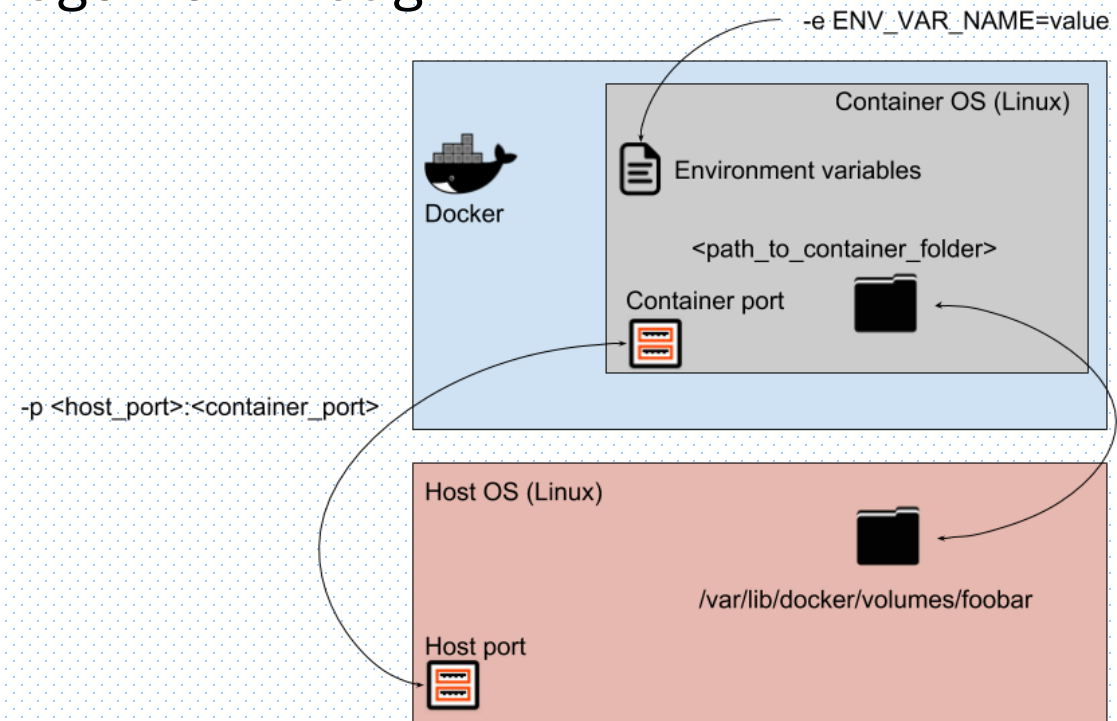 -e ENV_VAR_NAME=value
Container OS (Linux)
Environment variables
Docker
<path_to_container_folder>
Container port
-p <host_port>:<container_port>
Host OS (Linux)
/var/lib/docker/volumes/foobar
Host port